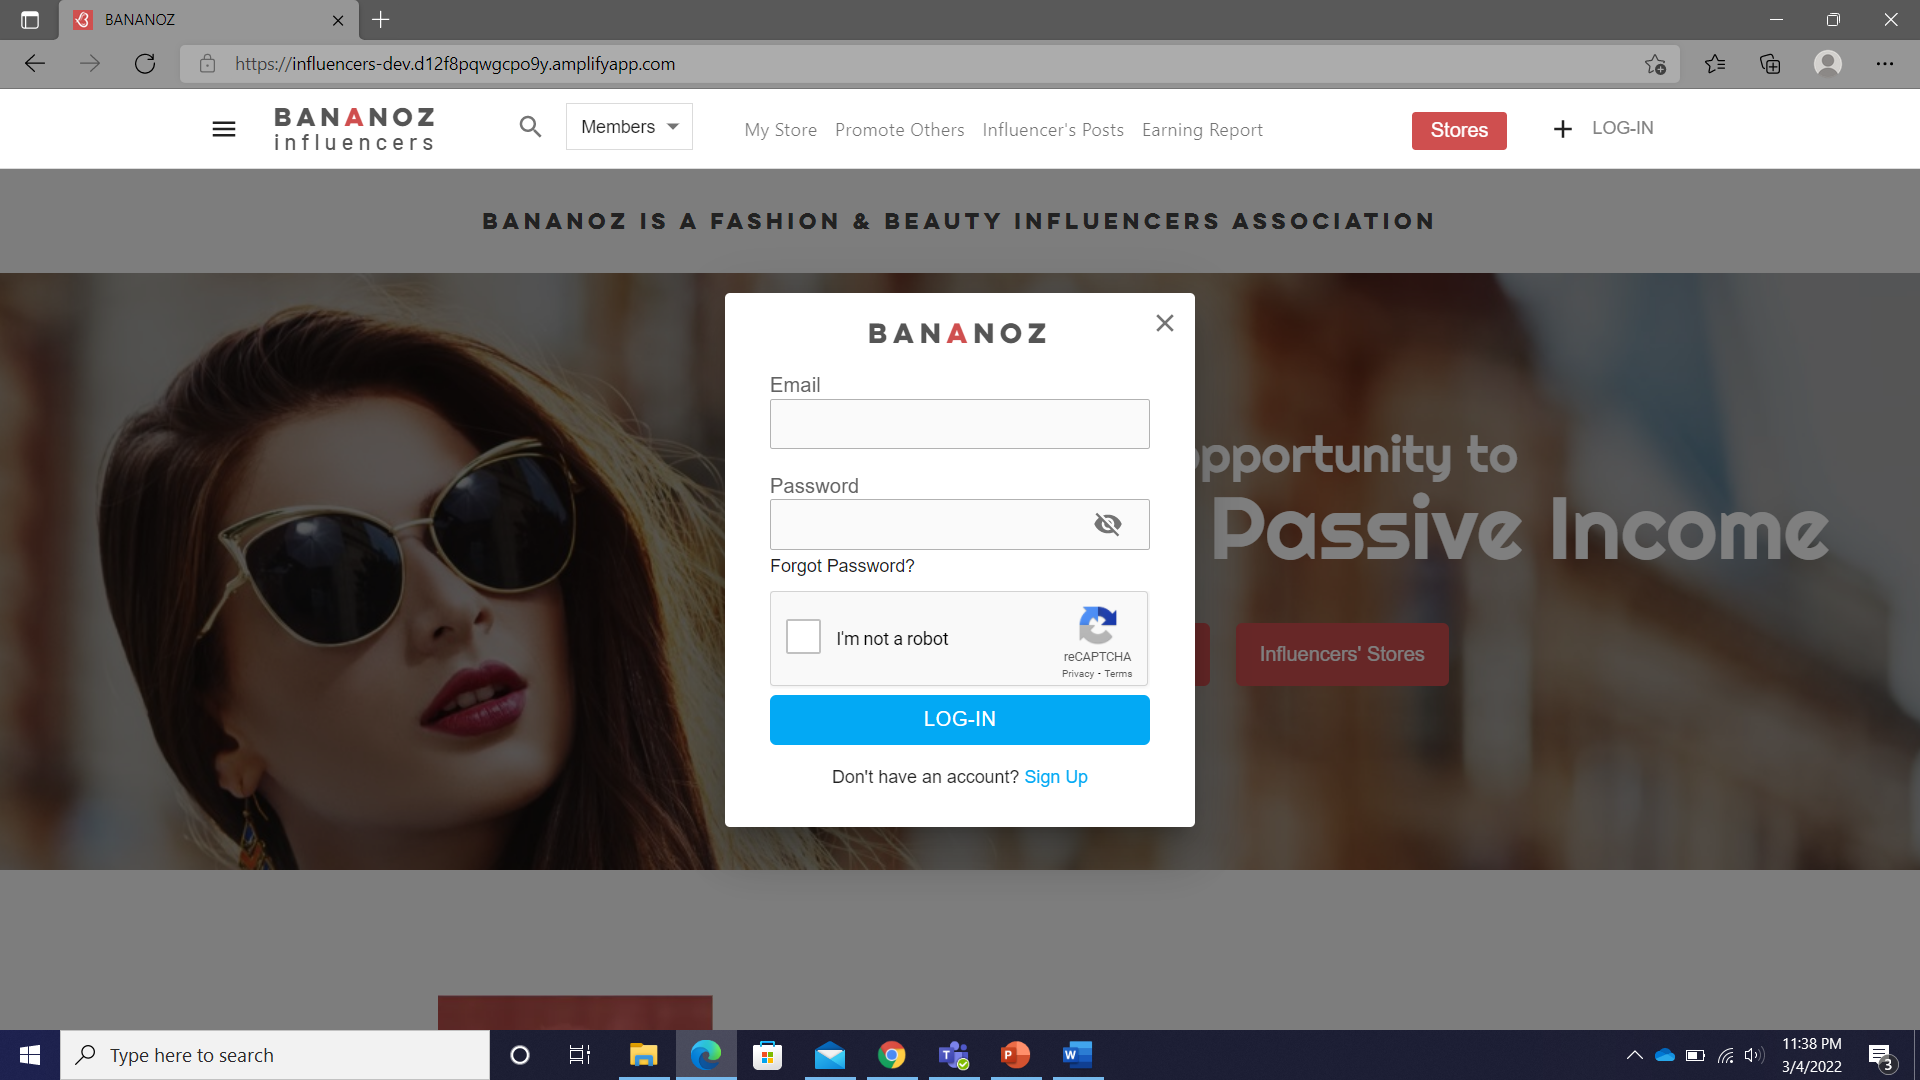 BANANOZ
https://influencers-dev.d12f8pqwgcpo9y.amplifyapp.com
BANANOZ
influencers
Members
My Store
Promote Others
Influencer's Posts
Earning Report
Stores
LOG-IN
BANANOZ IS A FASHION & BEAUTY INFLUENCERS ASSOCIATION
pportunity to
Passive Income
Influencers' Stores
BANANOZ
Email
Password
Forgot Password?
I'm not a robot
reCAPTCHA
Privacy - Terms
LOG-IN
Don't have an account? Sign Up
Type here to search
11:38 PM
3/4/2022
3